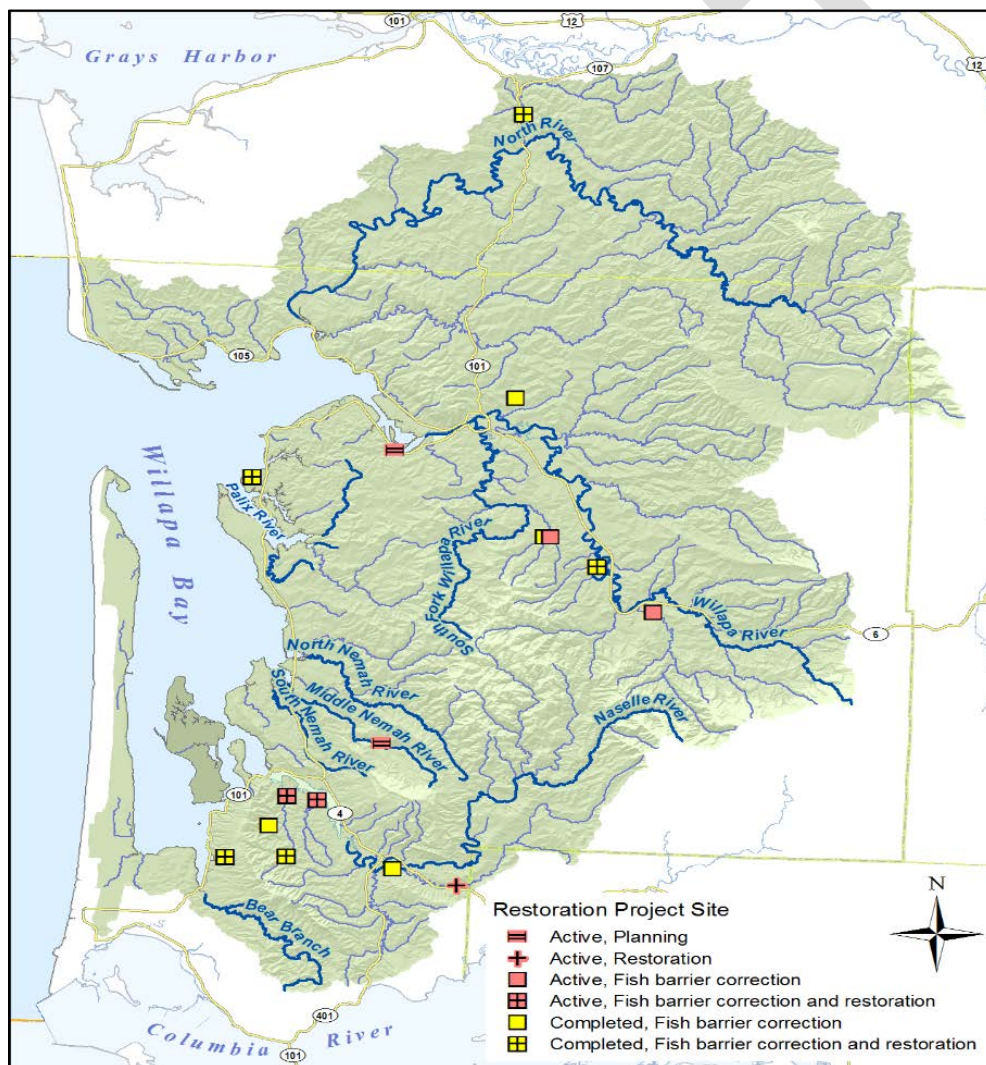 101
12
Grays Harbor
107
12
North River
105
101
Willapa Bay
Palix River
South Fork Willapa River
Willapa River
6
North Nemah River
Middle Nemah River
South Nemah River
Naselle River
101
4
Bear Branch
401
Columbia River
101
N
Restoration Project Site
Active, Planning
Active, Restoration
Active, Fish barrier correction
Active, Fish barrier correction and restoration
Completed, Fish barrier correction
Completed, Fish barrier correction and restoration